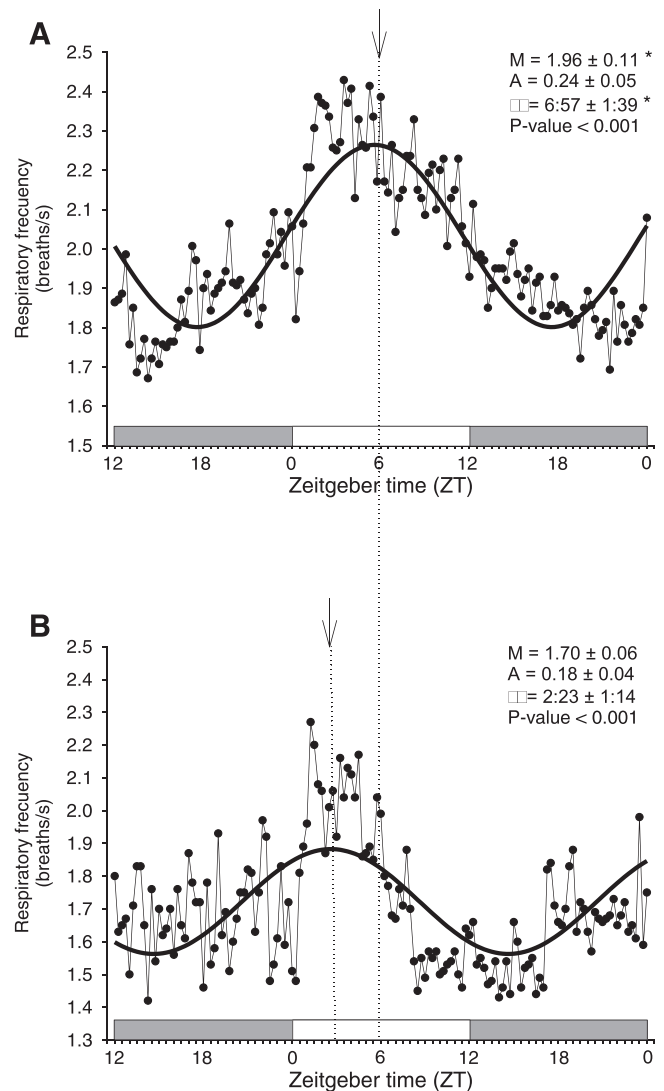 A
M = 1.96 ± 0.11 *
A = 0.24 ± 0.05
□□= 6:57 ± 1:39 *
P-value < 0.001
Respiratory frecuency
(breaths/s)
2.5
2.4
2.3
2.2
2.1
2.0
1.9
1.8
1.7
1.6
1.5
12 18 0 6 12 18 0
Zeitgeber time (ZT)
B
M = 1.70 ± 0.06
A = 0.18 ± 0.04
□□= 2:23 ± 1:14
P-value < 0.001
Respiratory frecuency
(breaths/s)
2.5
2.4
2.3
2.2
2.1
2.0
1.9
1.8
1.7
1.6
1.5
1.4
1.3
12 18 0 6 12 18 0
Zeitgeber time (ZT)